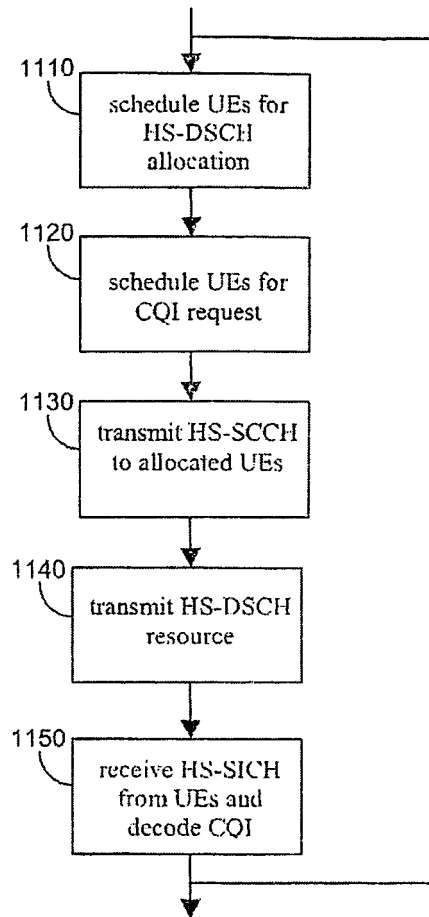 1110
schedule UEs for
HS-DSCH
allocation
1120
schedule UEs for
CQI request
1130
transmit HS-SCCH
to allocated UEs
1140
transmit HS-DSCH
resource
1150
receive HS-SICH
from UEs and
decode CQI